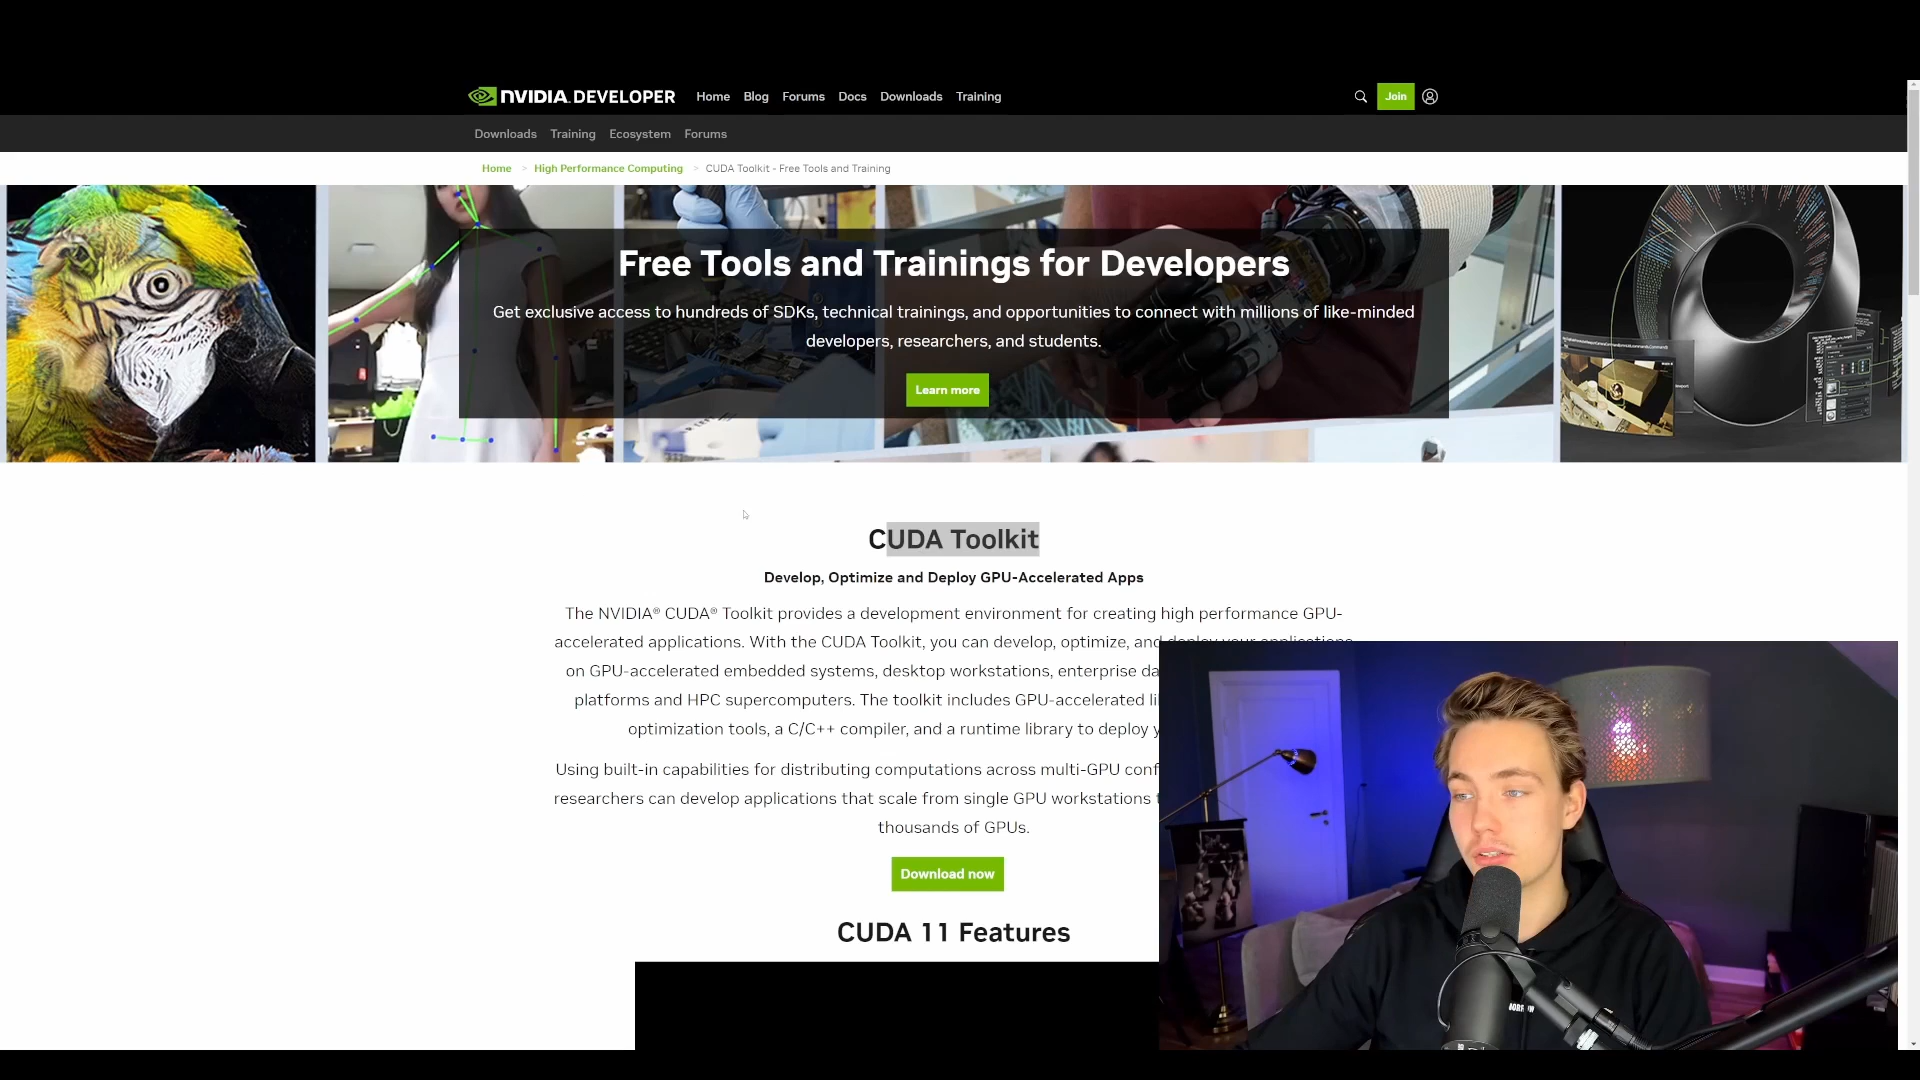 NVIDIA. DEVELOPER Home Blog Forums Docs Downloads Training Join
Downloads Training Ecosystem Forums
Home > High Performance Computing > CUDA Toolkit - Free Tools and Training
Free Tools and Trainings for Developers
Get exclusive access to hundreds of SDKs, technical trainings, and opportunities to connect with millions of like-minded
developers, researchers, and students.
Learn more
CUDA Toolkit
Develop, Optimize and Deploy GPU-Accelerated Apps
The NVIDIA® CUDA® Toolkit provides a development environment for creating high performance GPU-
accelerated applications. With the CUDA Toolkit, you can develop, optimize, and deploy your applications
on GPU-accelerated embedded systems, desktop workstations, enterprise da
platforms and HPC supercomputers. The toolkit includes GPU-accelerated li
optimization tools, a C/C++ compiler, and a runtime library to deploy y
Using built-in capabilities for distributing computations across multi-GPU conf
researchers can develop applications that scale from single GPU workstations t
thousands of GPUs.
Download now
CUDA 11 Features